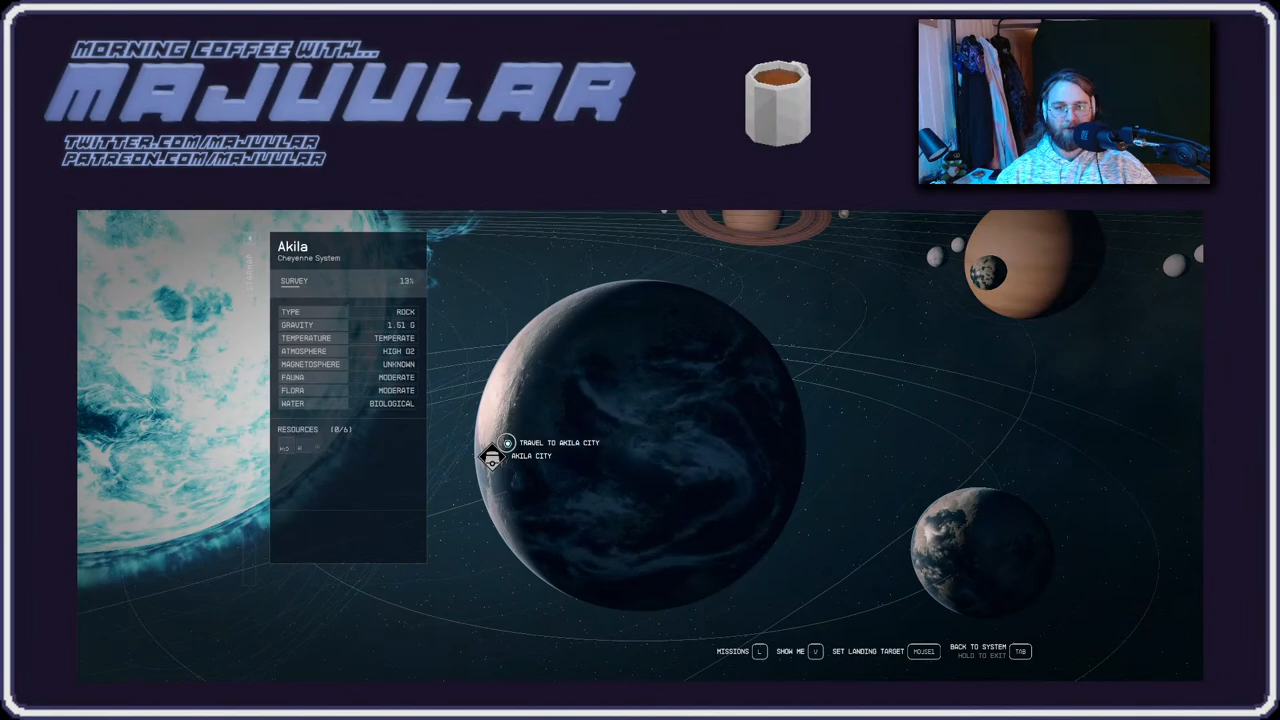 MORNING COFFEE WITH...
MAJUULAR
TWITTER.COM/MAJUULAR
PATREON.COM/MAJUULAR
Akila
Cheyenne System
SURVEY 13%
TYPE ROCK
GRAVITY 1.51 G
TEMPERATURE TEMPERATE
ATMOSPHERE HIGH O2
MAGNETOSPHERE UNKNOWN
FAUNA MODERATE
FLORA MODERATE
WATER BIOLOGICAL
RESOURCES (0/6)
TRAVEL TO AKILA CITY
AKILA CITY
MISSIONS L SHOW ME V SET LANDING TARGET MOUSE1 BACK TO SYSTEM TAB
HOLD TO EXIT